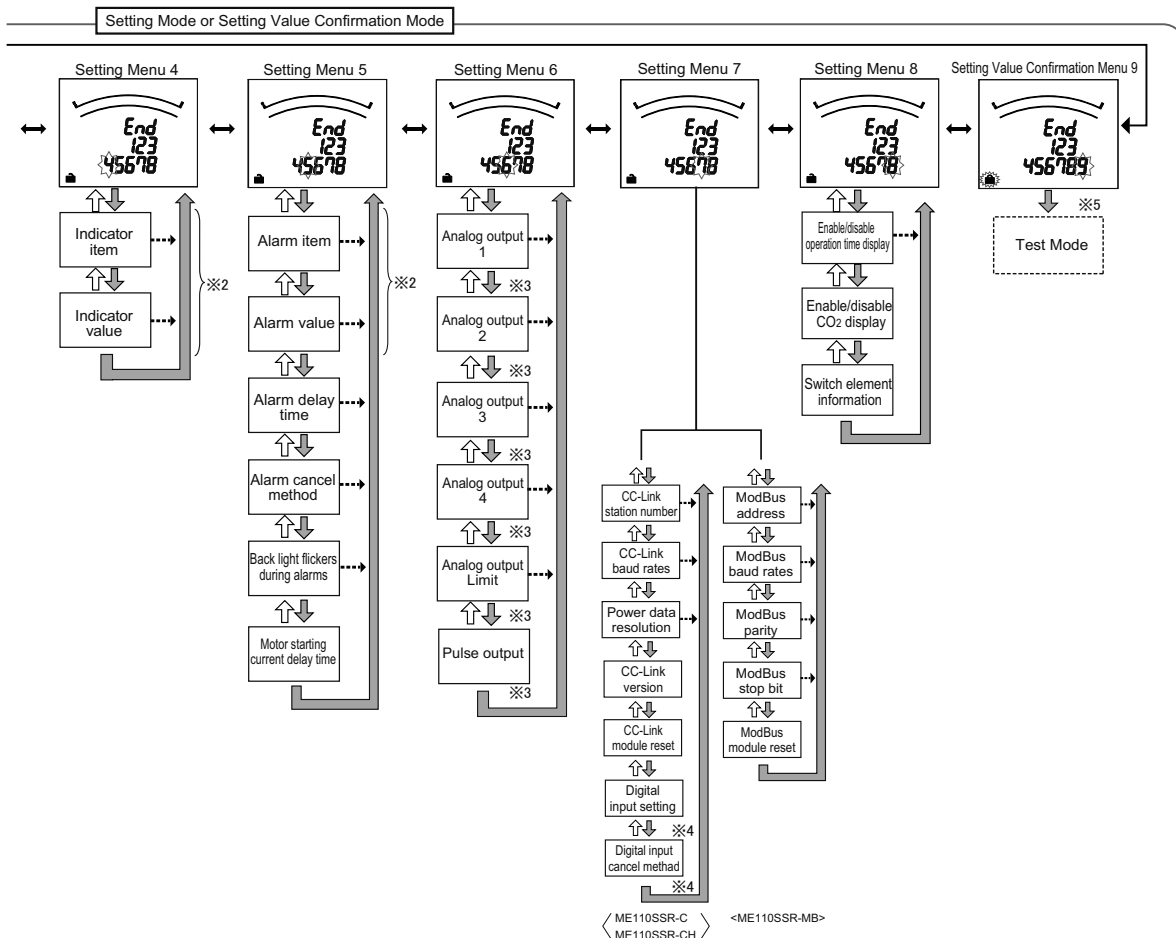 Setting Mode or Setting Value Confirmation Mode
Setting Menu 4
End
123
45678
Indicator
item
Indicator
value
※2
Setting Menu 5
End
123
45678
Alarm item
Alarm value
※2
Alarm delay
time
Alarm cancel
method
Back light flickers
during alarms
Motor starting
current delay time
Setting Menu 6
End
123
45678
Analog output
1
※3
Analog output
2
※3
Analog output
3
※3
Analog output
4
※3
Analog output
Limit
※3
Pulse output
※3
Setting Menu 7
End
123
45678
CC-Link
station number
CC-Link
baud rates
Power data
resolution
CC-Link
version
CC-Link
module reset
Digital
input setting
※4
Digital input
cancel methad
※4
ME110SSR-C
ME110SSR-CH
ModBus
address
ModBus
baud rates
ModBus
parity
ModBus
stop bit
ModBus
module reset
<ME110SSR-MB>
Setting Menu 8
End
123
45678
Enable/disable
operation time display
Enable/disable
CO2 display
Switch element
information
Setting Value Confirmation Menu 9
End
123
456789
※5
Test Mode